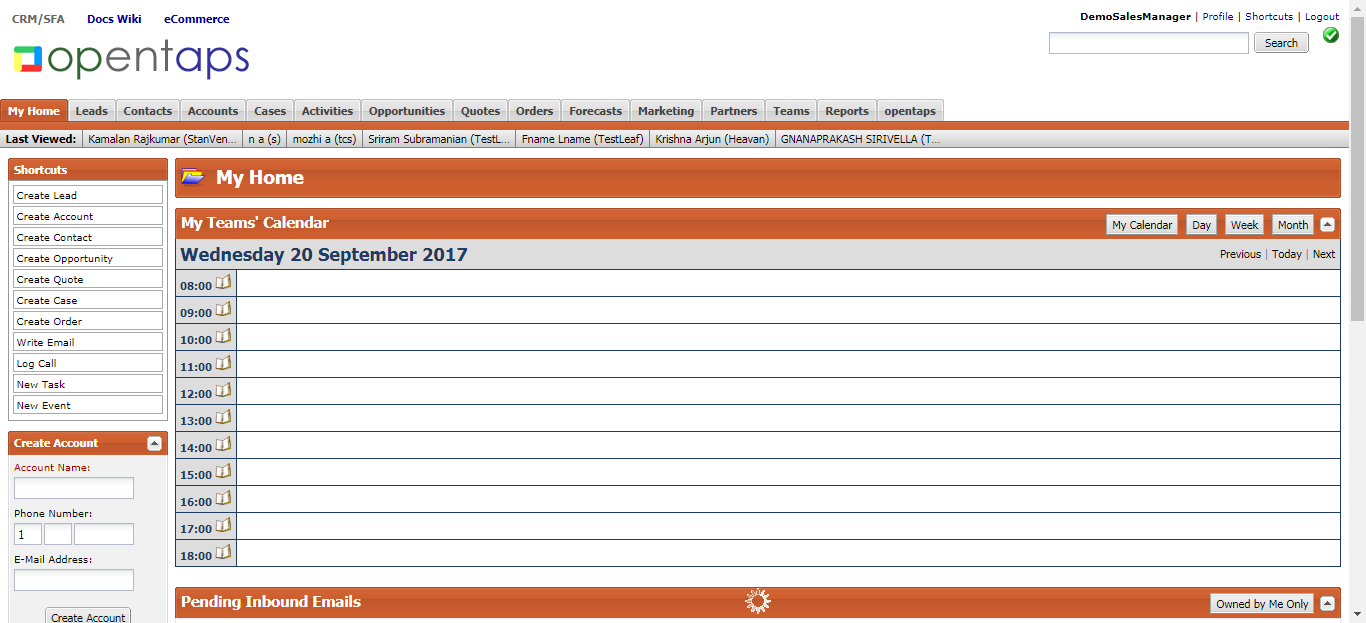 CRM/SFA Docs Wiki eCommerce
DemoSalesManager | Profile | Shortcuts | Logout
opentaps
Search
My Home Leads Contacts Accounts Cases Activities Opportunities Quotes Orders Forecasts Marketing Partners Teams Reports opentaps
Last Viewed: Kamalan Rajkumar (StanVen... n a (s) mozhi a (tcs) Sriram Subramanian (TestL... Fname Lname (TestLeaf) Krishna Arjun (Heavan) GNANAPRAKASH SIRIVELLA (T...
Shortcuts
Create Lead
Create Account
Create Contact
Create Opportunity
Create Quote
Create Case
Create Order
Write Email
Log Call
New Task
New Event
Create Account
Account Name:
Phone Number:
1
E-Mail Address:
Create Account
My Home
My Teams' Calendar My Calendar Day Week Month
Wednesday 20 September 2017 Previous | Today | Next
08:00
09:00
10:00
11:00
12:00
13:00
14:00
15:00
16:00
17:00
18:00
Pending Inbound Emails Owned by Me Only